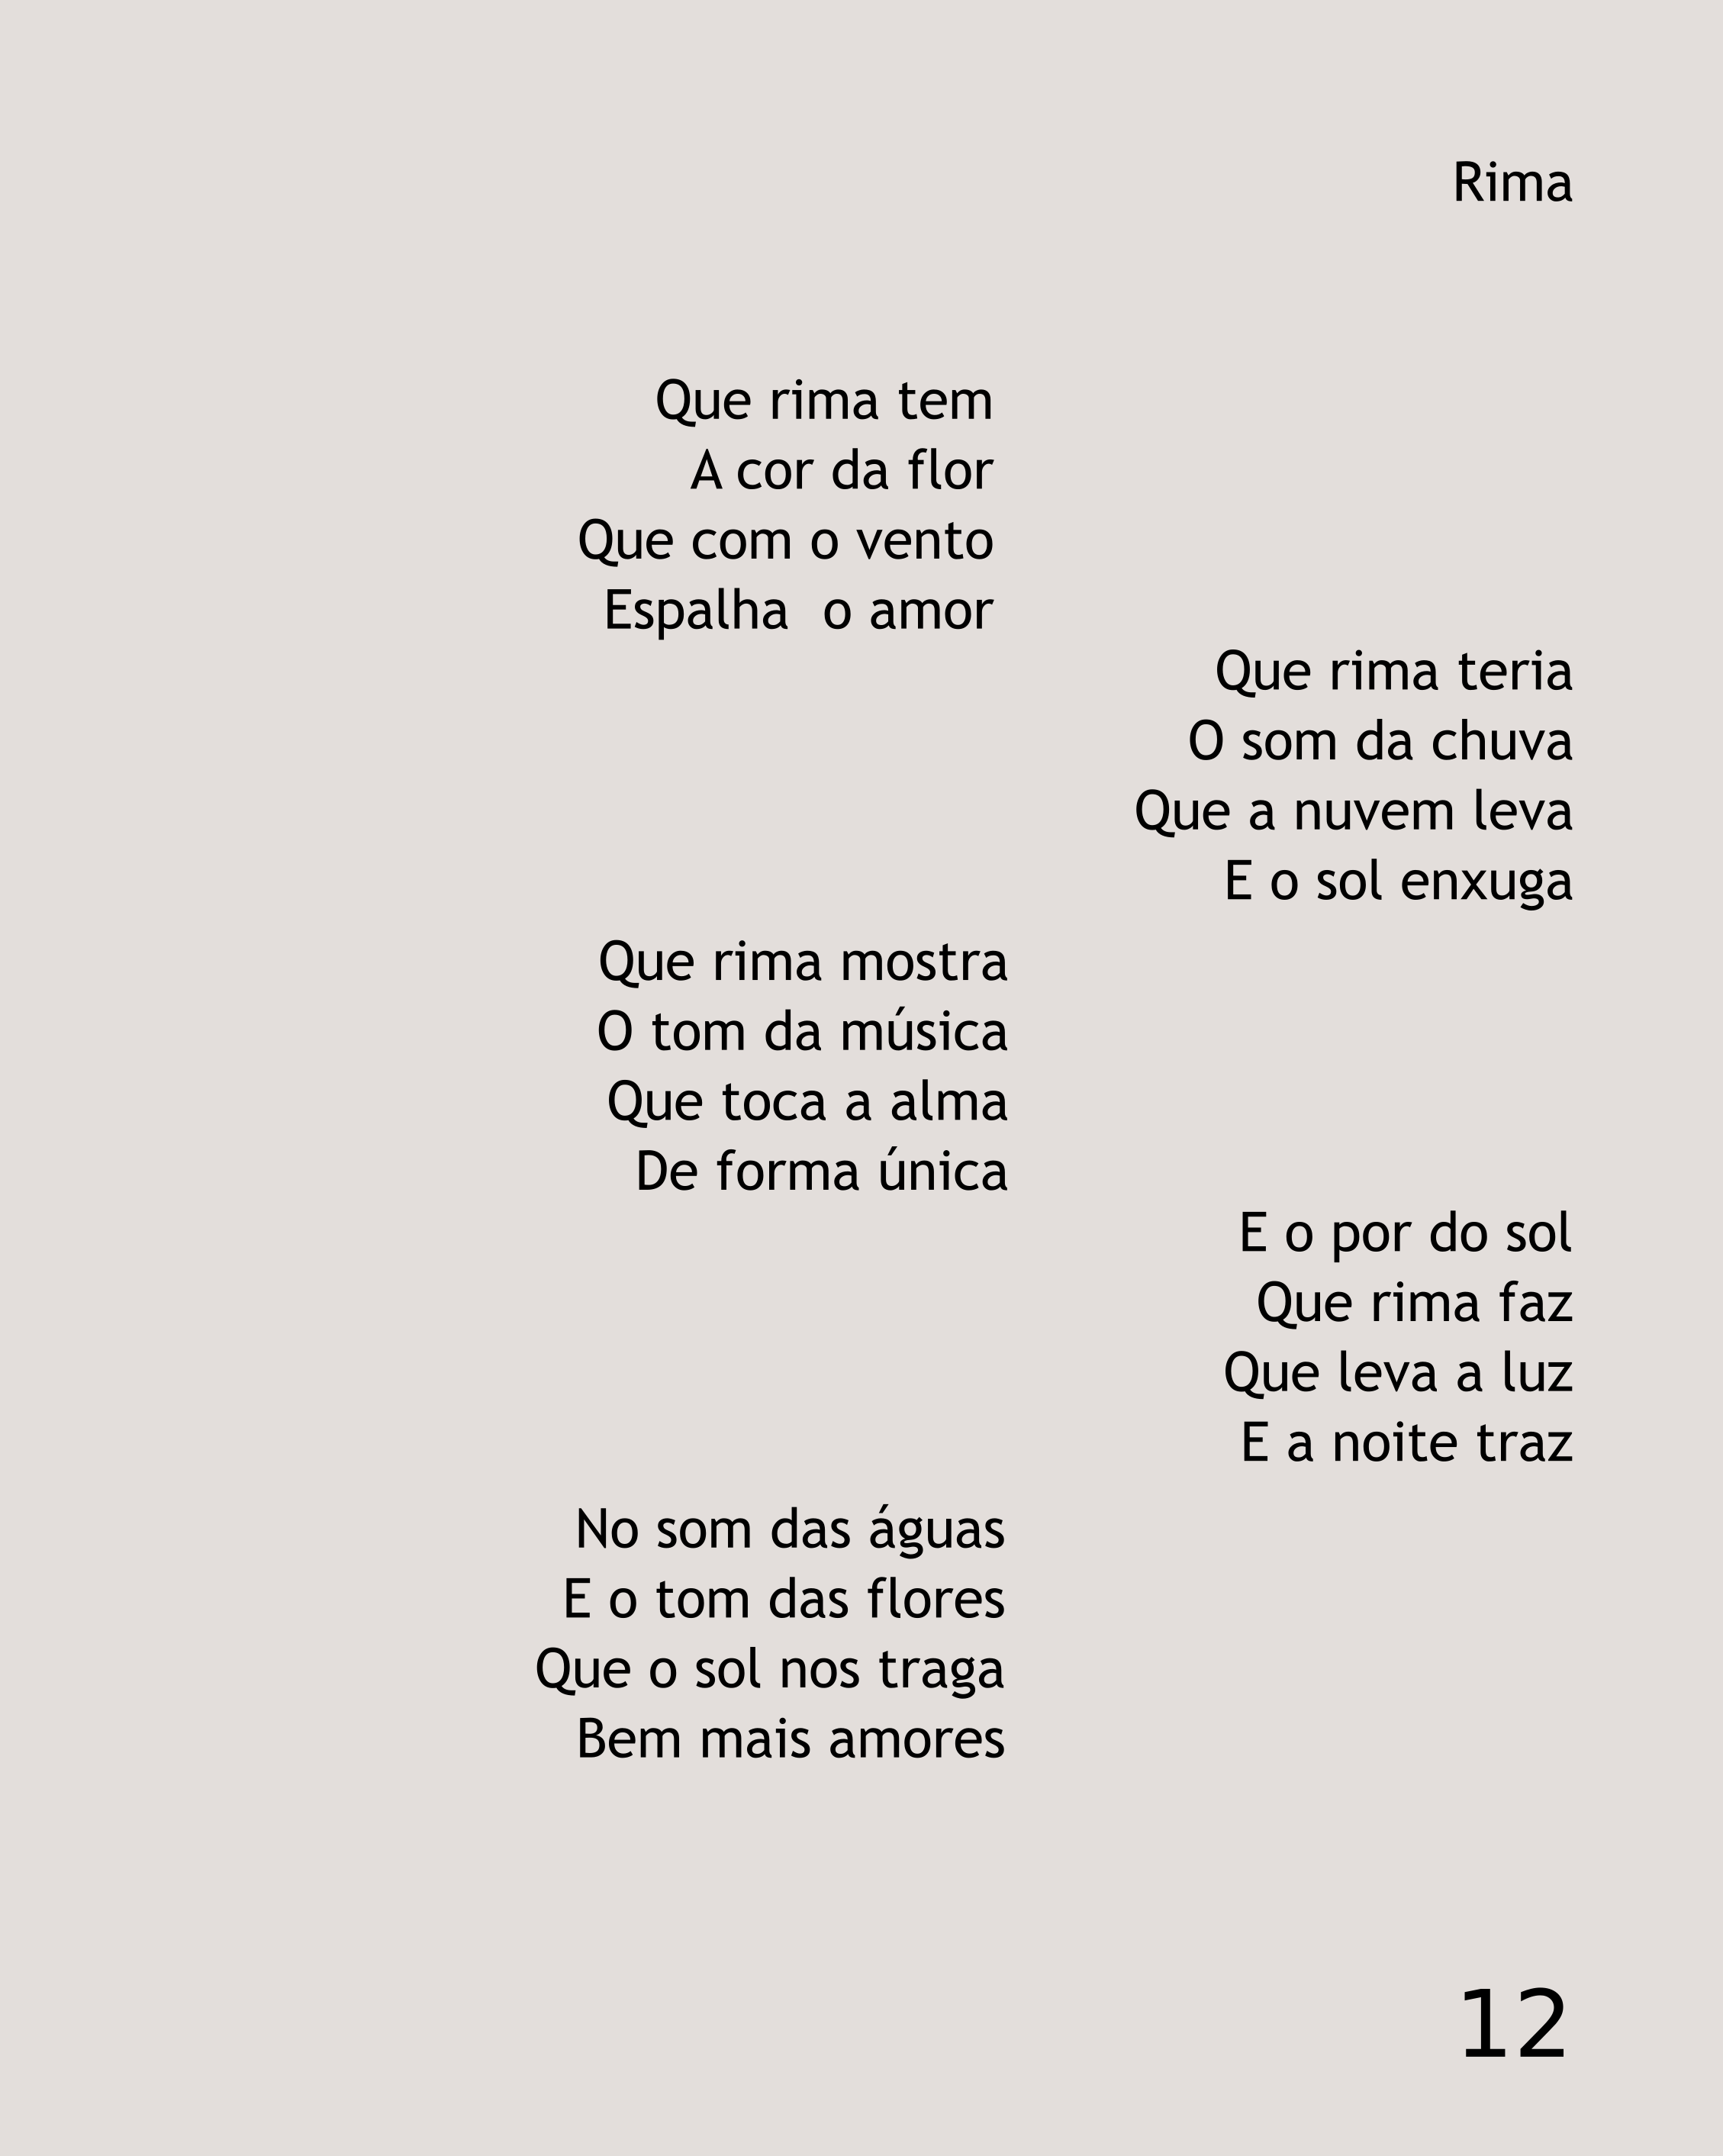 Rima
Que rima tem
A cor da flor
Que com o vento
Espalha  o amor
Que rima teria
O som da chuva
Que a nuvem leva
E o sol enxuga
Que rima mostra
O tom da música
Que toca a alma
De forma única
E o por do sol
Que rima faz
Que leva a luz
E a noite traz
No som das águas
E o tom das flores
Que o sol nos traga
Bem mais amores
12